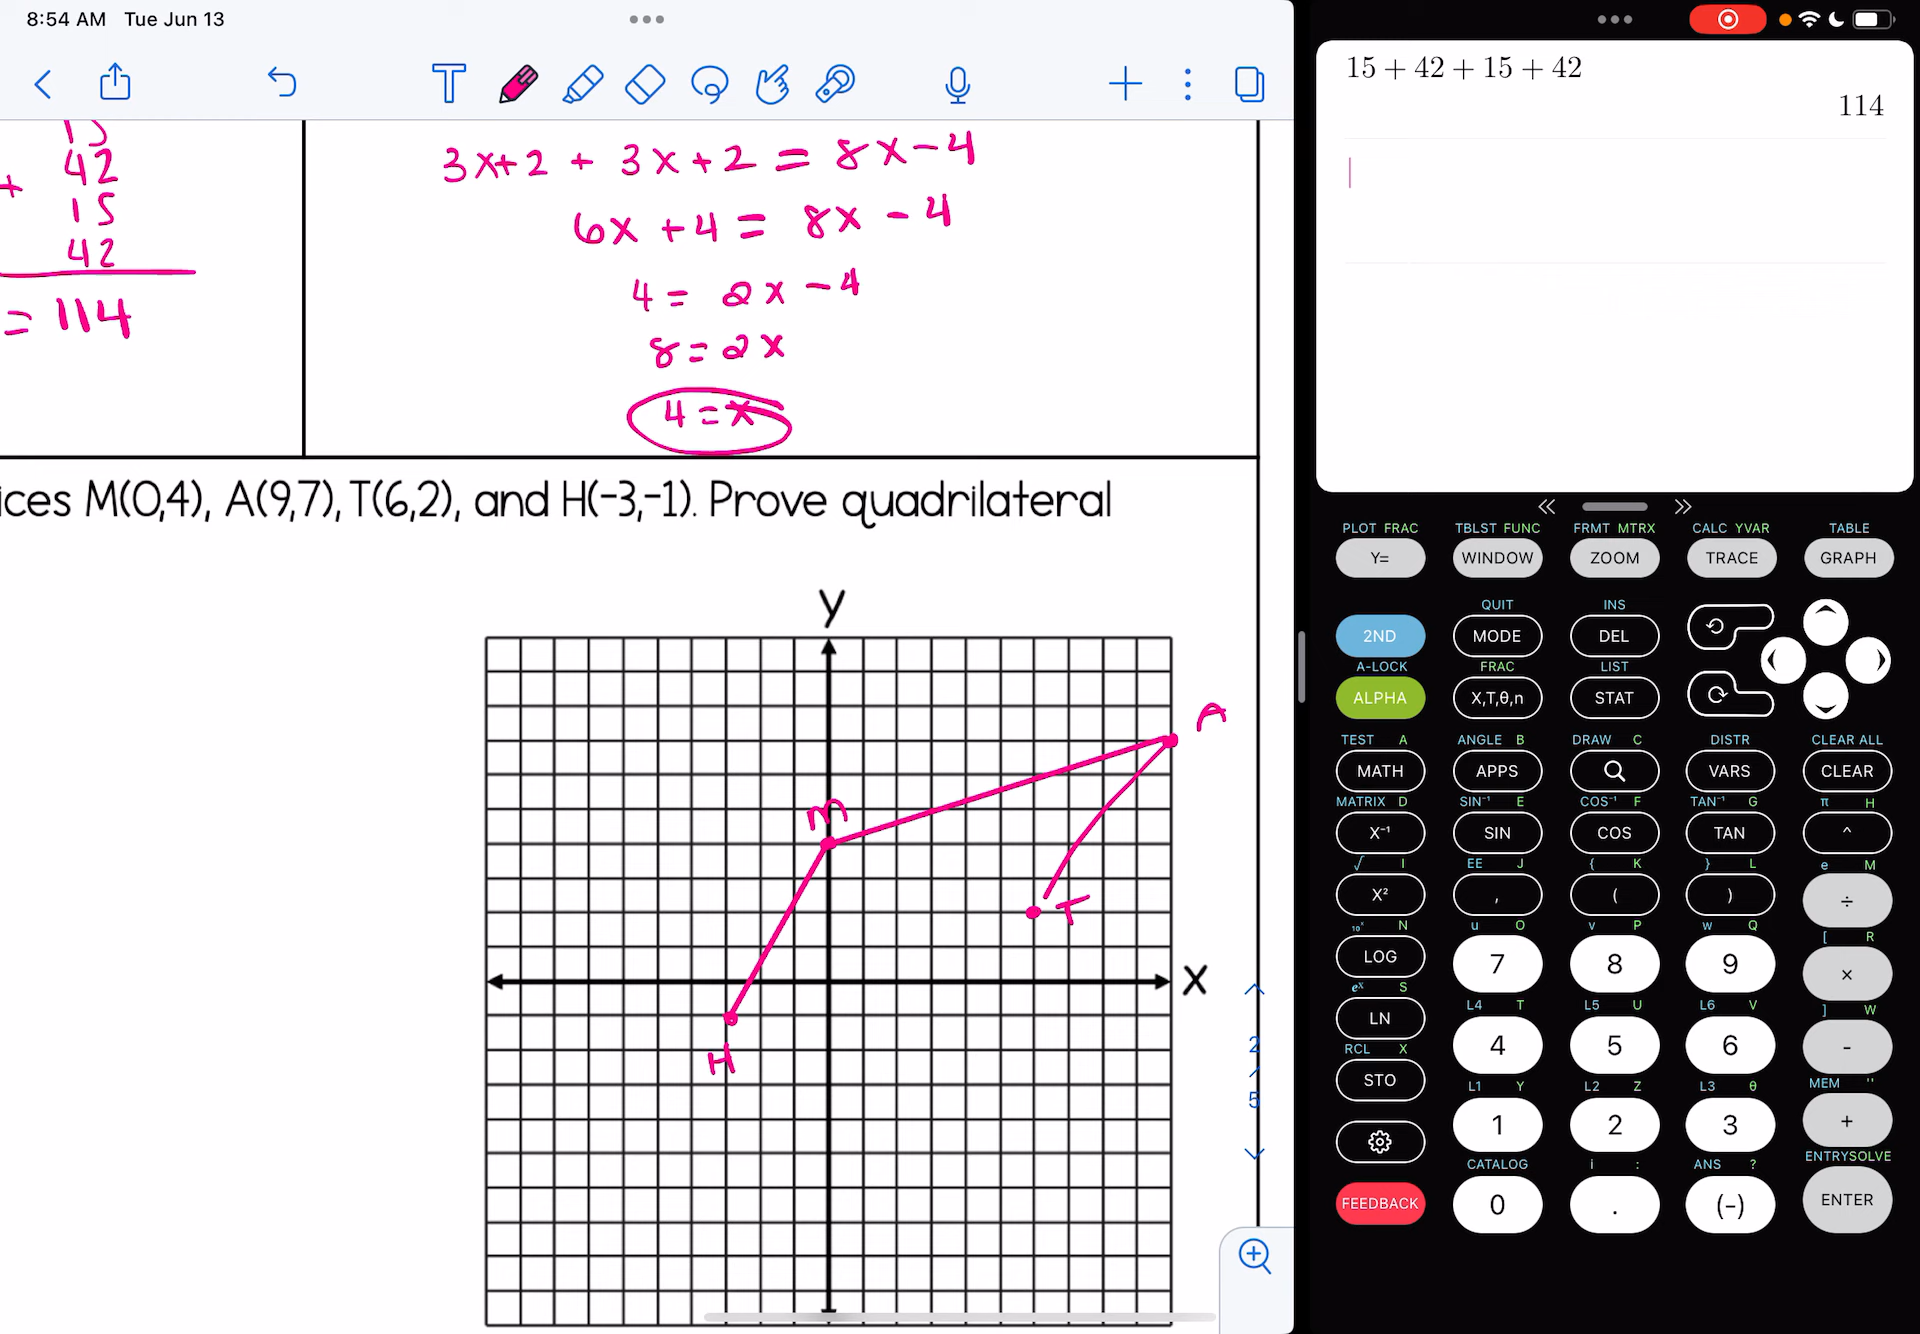 8:54 AM Tue Jun 13
15
42
+
15
42
= 114
3x+2 + 3x+2 = 8x-4
6x +4 = 8x - 4
4 = 2x - 4
8 = 2x
4 = x
ices M(0,4), A(9,7), T(6,2), and H(-3,-1). Prove quadrilateral
y
A
M
T
x
H
2
5
15 + 42 + 15 + 42
114
PLOT FRAC TBLST FUNC FRMT MTRX CALC YVAR TABLE
Y= WINDOW ZOOM TRACE GRAPH
QUIT INS
2ND MODE DEL
A-LOCK FRAC LIST
ALPHA X,T,θ,n STAT
TEST A ANGLE B DRAW C DISTR CLEAR ALL
MATH APPS VARS CLEAR
MATRIX D SIN⁻¹ E COS⁻¹ F TAN⁻¹ G π H
X⁻¹ SIN COS TAN ^
√ I EE J { K } L e M
X² , ( ) ÷
10ˣ N u O v P w Q [ R
LOG 7 8 9 ×
eˣ S L4 T L5 U L6 V ] W
LN 4 5 6 -
RCL X L1 Y L2 Z L3 θ MEM "
STO 1 2 3 +
CATALOG i : ANS ? ENTRY SOLVE
FEEDBACK 0 . (-) ENTER